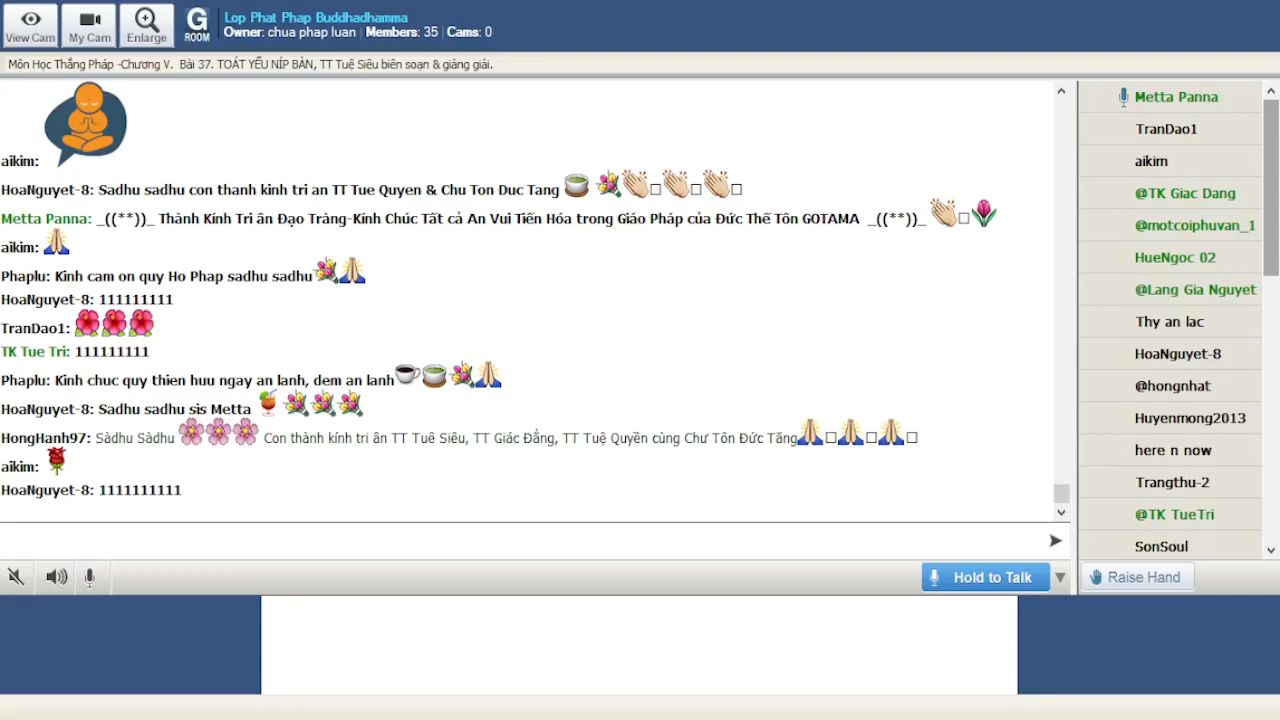 View Cam
My Cam
Enlarge
G
ROOM
Lop Phat Phap Buddhadhamma
Owner: chua phap luan | Members: 35 | Cams: 0
Môn Học Thắng Pháp -Chương V. Bài 37. TOÁT YẾU NÍP BÀN, TT Tuệ Siêu biên soạn & giảng giải.
aikim:
HoaNguyet-8: Sadhu sadhu con thanh kinh tri an TT Tue Quyen & Chu Ton Duc Tang
Metta Panna: _((**))_ Thành Kính Tri ân Đạo Tràng-Kính Chúc Tất cả An Vui Tiến Hóa trong Giáo Pháp của Đức Thế Tôn GOTAMA _((**))_
aikim:
Phaplu: Kinh cam on quy Ho Phap sadhu sadhu
HoaNguyet-8: 111111111
TranDao1:
TK Tue Tri: 111111111
Phaplu: Kinh chuc quy thien huu ngay an lanh, dem an lanh
HoaNguyet-8: Sadhu sadhu sis Metta
HongHanh97: Sàdhu Sàdhu Con thành kính tri ân TT Tuê Siêu, TT Giác Đẳng, TT Tuệ Quyền cùng Chư Tôn Đức Tăng
aikim:
HoaNguyet-8: 1111111111
Metta Panna
TranDao1
aikim
@TK Giac Dang
@motcoiphuvan_1
HueNgoc 02
@Lang Gia Nguyet
Thy an lac
HoaNguyet-8
@hongnhat
Huyenmong2013
here n now
Trangthu-2
@TK TueTri
SonSoul
Hold to Talk
Raise Hand